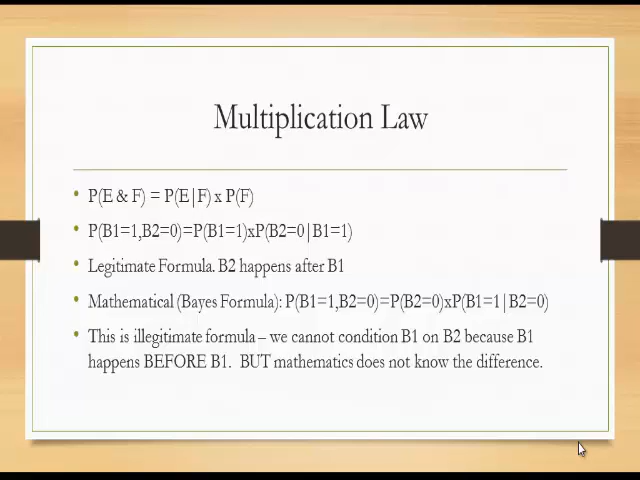 Multiplication Law
• P(E & F) = P(E|F) x P(F)
• P(B1=1,B2=0)=P(B1=1)xP(B2=0|B1=1)
• Legitimate Formula. B2 happens after B1
• Mathematical (Bayes Formula): P(B1=1,B2=0)=P(B2=0)xP(B1=1|B2=0)
• This is illegitimate formula – we cannot condition B1 on B2 because B1
happens BEFORE B1. BUT mathematics does not know the difference.